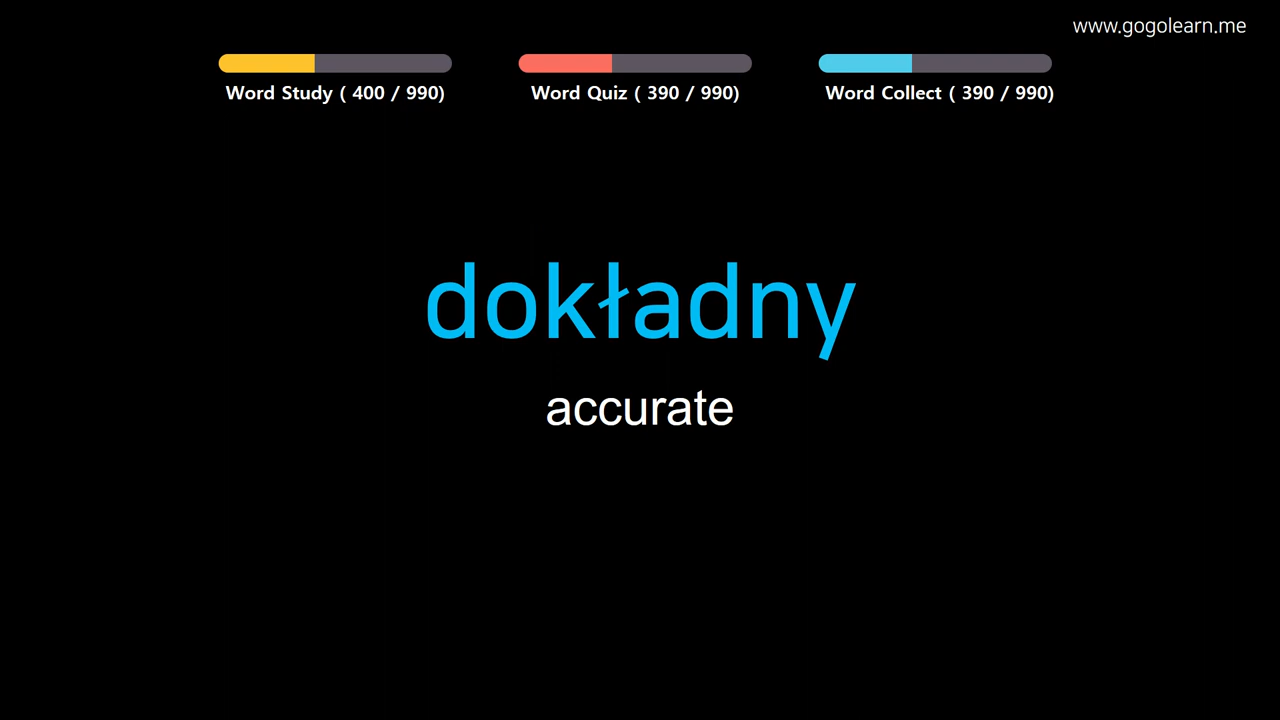 www.gogolearn.me
Word Study ( 400 / 990)
Word Quiz ( 390 / 990)
Word Collect ( 390 / 990)
dokładny
accurate